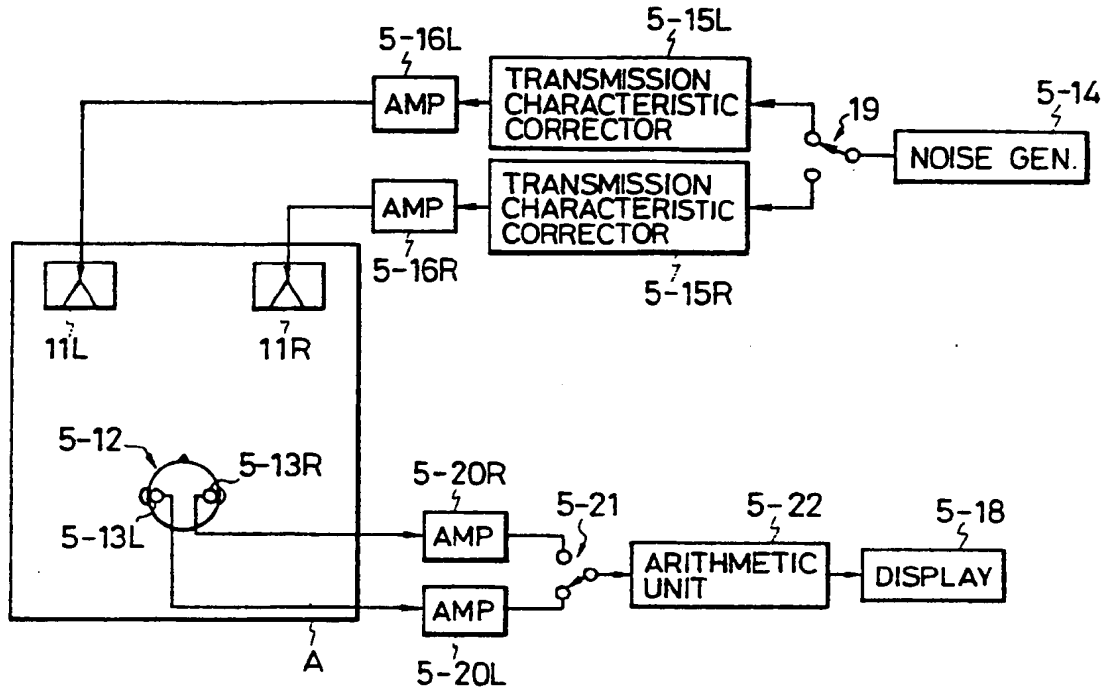 5-15L
5-16L
TRANSMISSION
CHARACTERISTIC
CORRECTOR
AMP
19
5-14
NOISE GEN.
TRANSMISSION
CHARACTERISTIC
CORRECTOR
AMP
5-16R
5-15R
11L
11R
5-12
5-13R
5-13L
5-20R
AMP
5-21
5-22
5-18
ARITHMETIC
UNIT
DISPLAY
AMP
5-20L
A